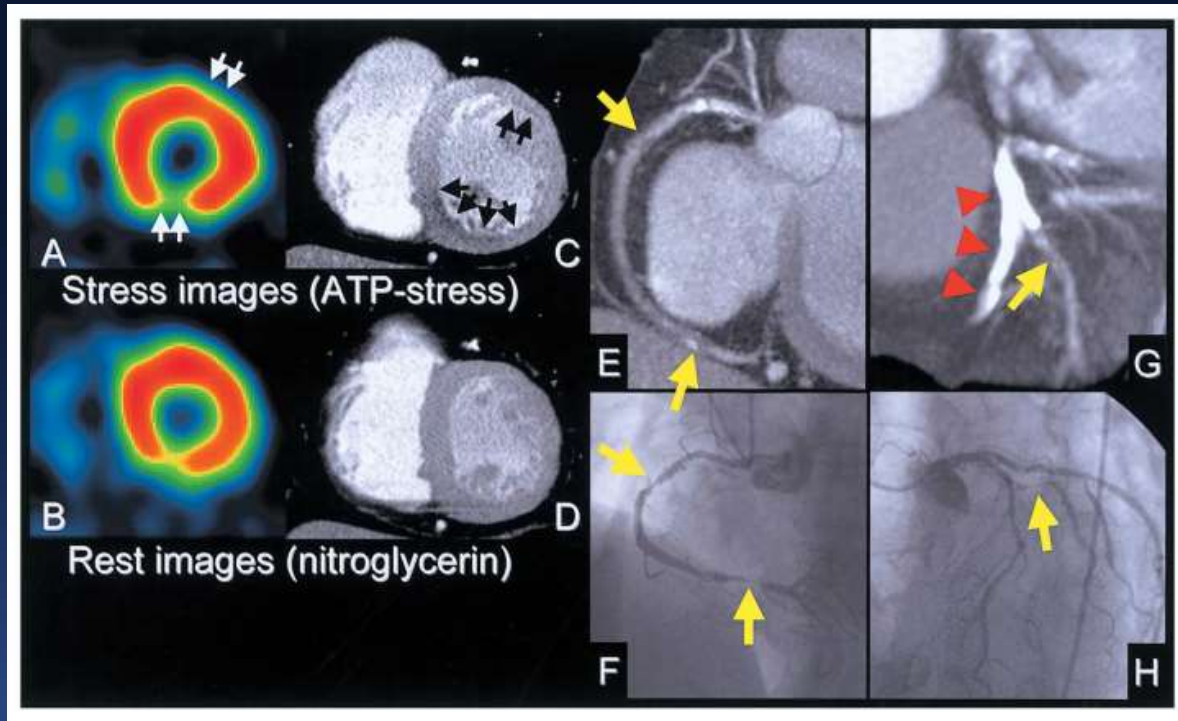 A
C
Stress images (ATP-stress)
B
D
Rest images (nitroglycerin)
E
G
F
H